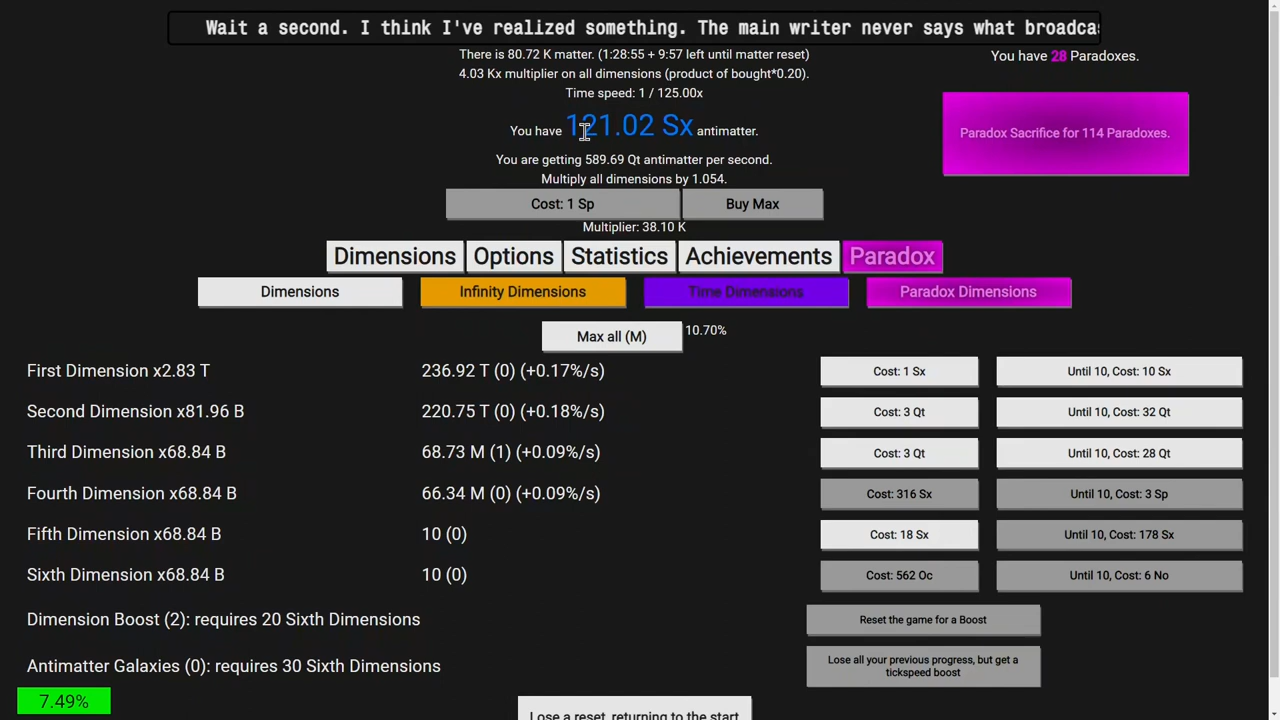 Wait a second. I think I've realized something. The main writer never says what broadca
There is 80.72 K matter. (1:28:55 + 9:57 left until matter reset)
You have 28 Paradoxes.
4.03 Kx multiplier on all dimensions (product of bought*0.20).
Time speed: 1 / 125.00x
You have 121.02 Sx antimatter.
Paradox Sacrifice for 114 Paradoxes.
You are getting 589.69 Qt antimatter per second.
Multiply all dimensions by 1.054.
Cost: 1 Sp Buy Max
Multiplier: 38.10 K
Dimensions Options Statistics Achievements Paradox
Dimensions Infinity Dimensions Time Dimensions Paradox Dimensions
Max all (M) 10.70%
First Dimension x2.83 T 236.92 T (0) (+0.17%/s) Cost: 1 Sx Until 10, Cost: 10 Sx
Second Dimension x81.96 B 220.75 T (0) (+0.18%/s) Cost: 3 Qt Until 10, Cost: 32 Qt
Third Dimension x68.84 B 68.73 M (1) (+0.09%/s) Cost: 3 Qt Until 10, Cost: 28 Qt
Fourth Dimension x68.84 B 66.34 M (0) (+0.09%/s) Cost: 316 Sx Until 10, Cost: 3 Sp
Fifth Dimension x68.84 B 10 (0) Cost: 18 Sx Until 10, Cost: 178 Sx
Sixth Dimension x68.84 B 10 (0) Cost: 562 Oc Until 10, Cost: 6 No
Dimension Boost (2): requires 20 Sixth Dimensions Reset the game for a Boost
Antimatter Galaxies (0): requires 30 Sixth Dimensions Lose all your previous progress, but get a
tickspeed boost
7.49%
Lose a reset, returning to the start